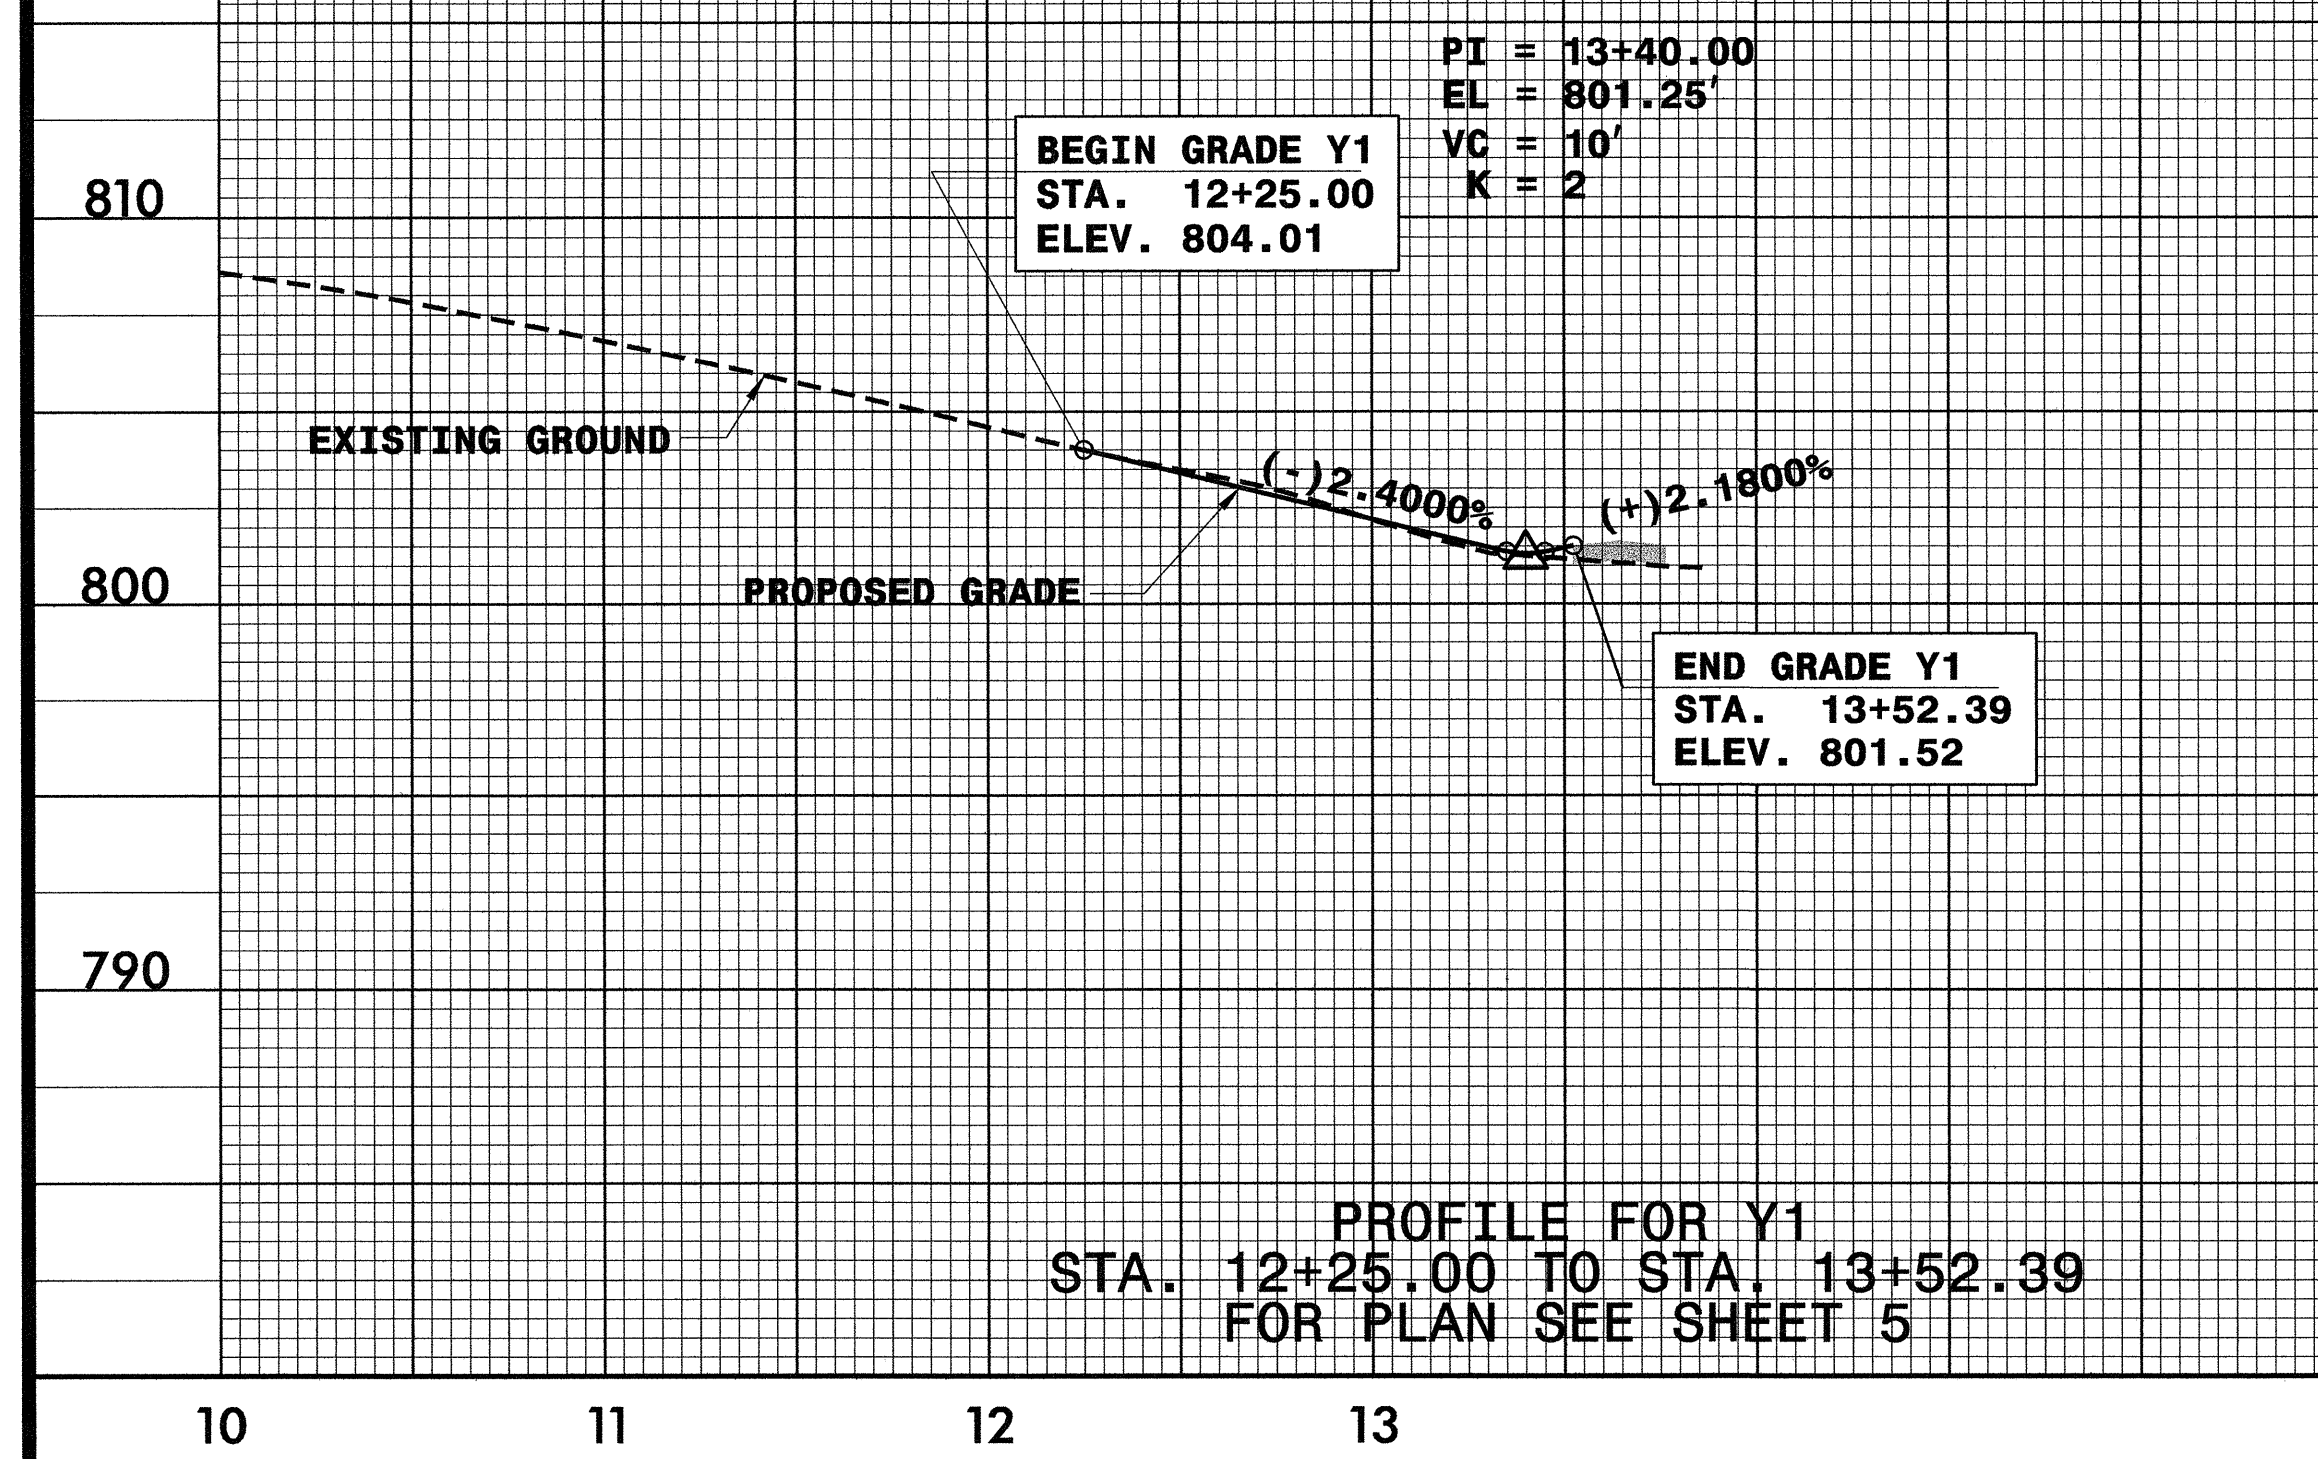 PI = 13+40.00
EL = 801.25'
VC = 10'
K = 2
BEGIN GRADE Y1
STA. 12+25.00
ELEV. 804.01
810
EXISTING GROUND
(-)2.4000%
(+)2.1800%
800
PROPOSED GRADE
END GRADE Y1
STA. 13+52.39
ELEV. 801.52
790
PROFILE FOR Y1
STA. 12+25.00 TO STA. 13+52.39
FOR PLAN SEE SHEET 5
10 11 12 13